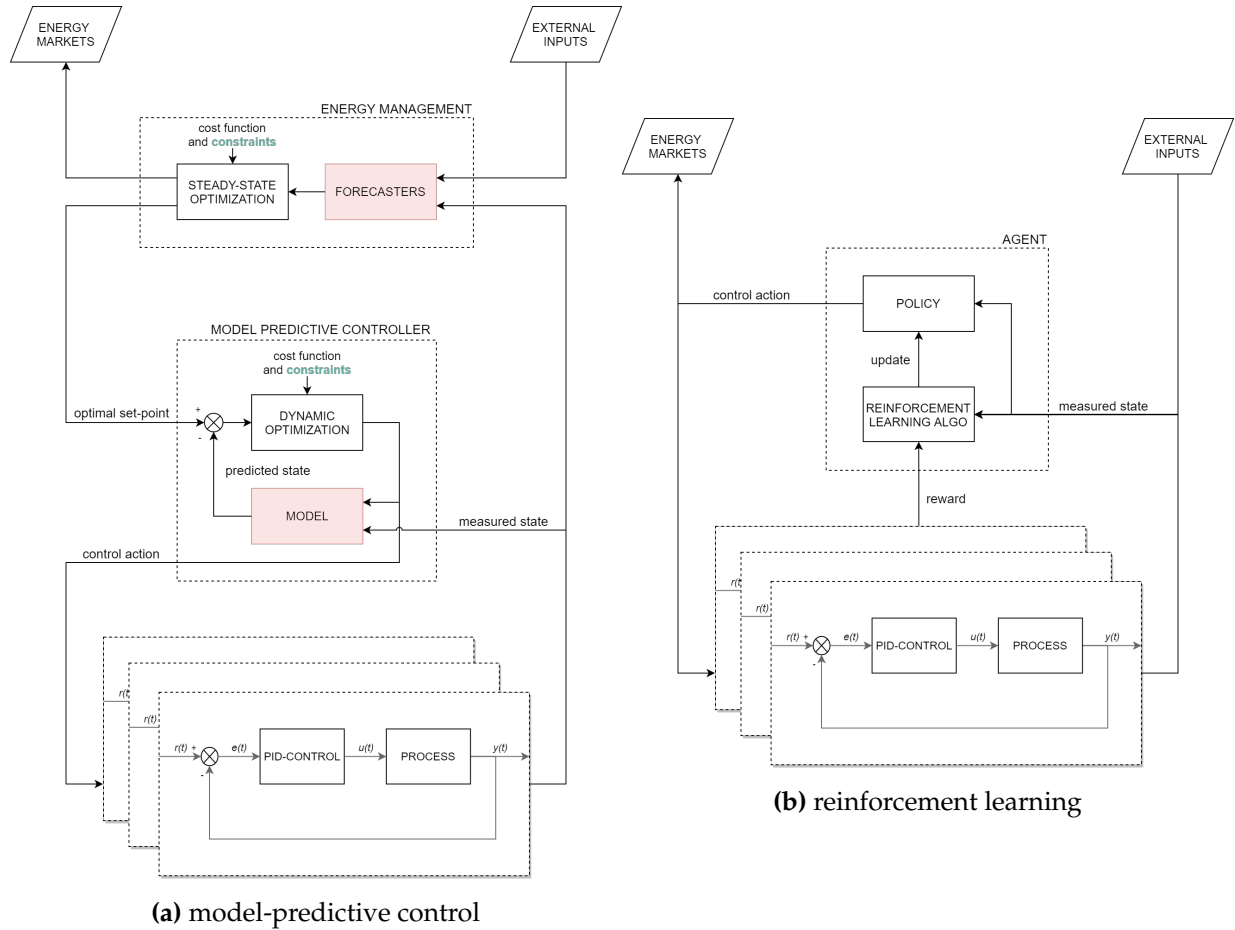 ENERGY
MARKETS
EXTERNAL
INPUTS
ENERGY MANAGEMENT
cost function
and constraints
STEADY-STATE
OPTIMIZATION
FORECASTERS
MODEL PREDICTIVE CONTROLLER
cost function
and constraints
optimal set-point
+
-
DYNAMIC
OPTIMIZATION
predicted state
MODEL
measured state
control action
r(t)
r(t)
r(t) +
-
e(t)
PID-CONTROL
u(t)
PROCESS
y(t)
(a) model-predictive control
ENERGY
MARKETS
EXTERNAL
INPUTS
AGENT
control action
POLICY
update
REINFORCEMENT
LEARNING ALGO
measured state
reward
r(t)
r(t)
r(t) +
-
e(t)
PID-CONTROL
u(t)
PROCESS
y(t)
(b) reinforcement learning